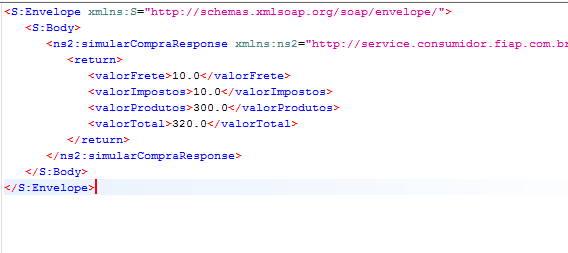 <S:Envelope xmlns:S="http://schemas.xmlsoap.org/soap/envelope/">
<S:Body>
<ns2:simularCompraResponse xmlns:ns2="http://service.consumidor.fiap.com.br
<return>
<valorFrete>10.0</valorFrete>
<valorImpostos>10.0</valorImpostos>
<valorProdutos>300.0</valorProdutos>
<valorTotal>320.0</valorTotal>
</return>
</ns2:simularCompraResponse>
</S:Body>
</S:Envelope>